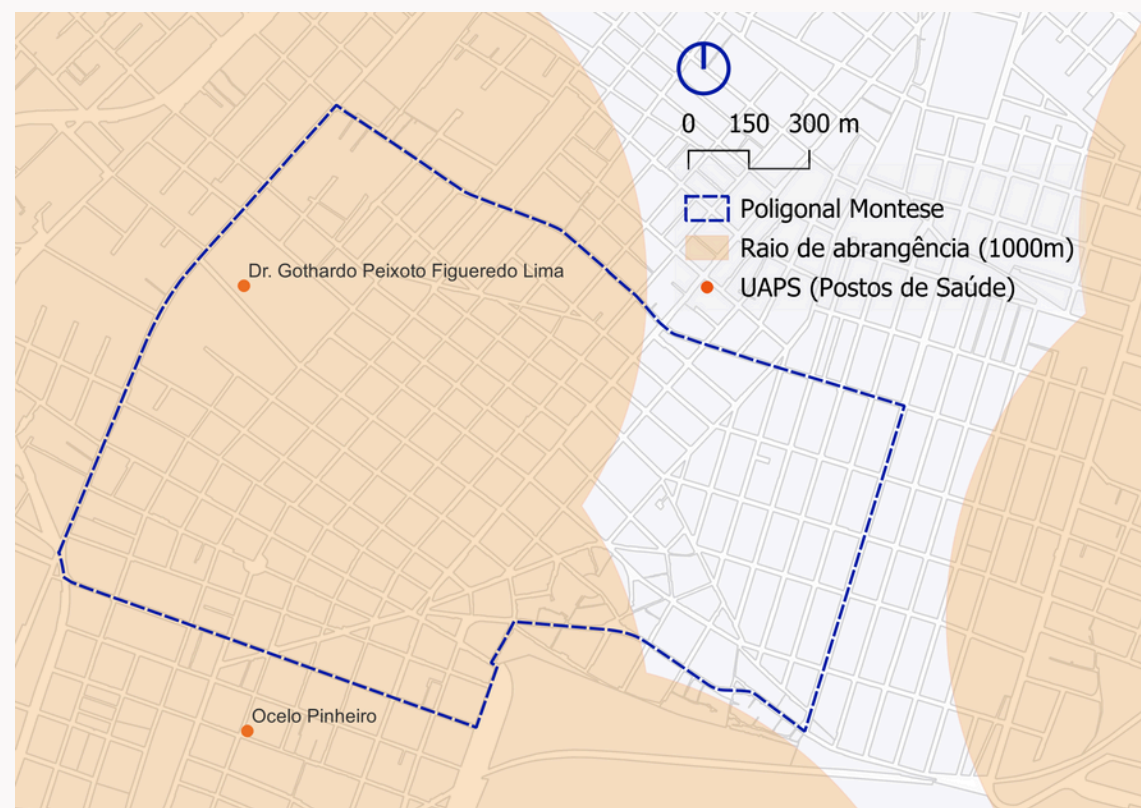 0 150 300 m
Poligonal Montese
Raio de abrangência (1000m)
UAPS (Postos de Saúde)
Dr. Gothardo Peixoto Figueredo Lima
Ocelo Pinheiro